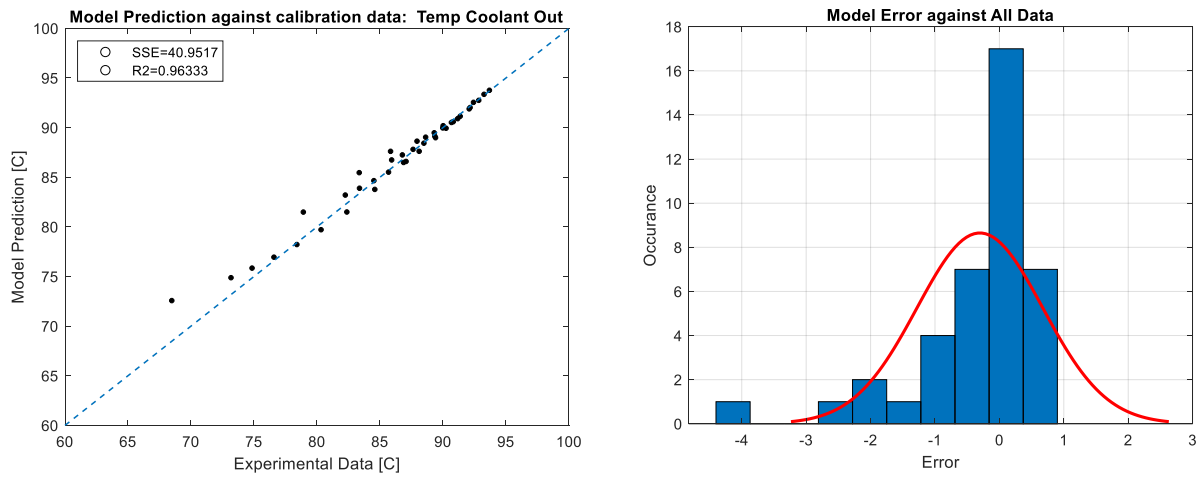 Model Prediction against calibration data:  Temp Coolant Out
SSE=40.9517
R2=0.96333
Model Prediction [C]
100
95
90
85
80
75
70
65
60
60 65 70 75 80 85 90 95 100
Experimental Data [C]
Model Error against All Data
Occurance
18
16
14
12
10
8
6
4
2
0
-4 -3 -2 -1 0 1 2 3
Error